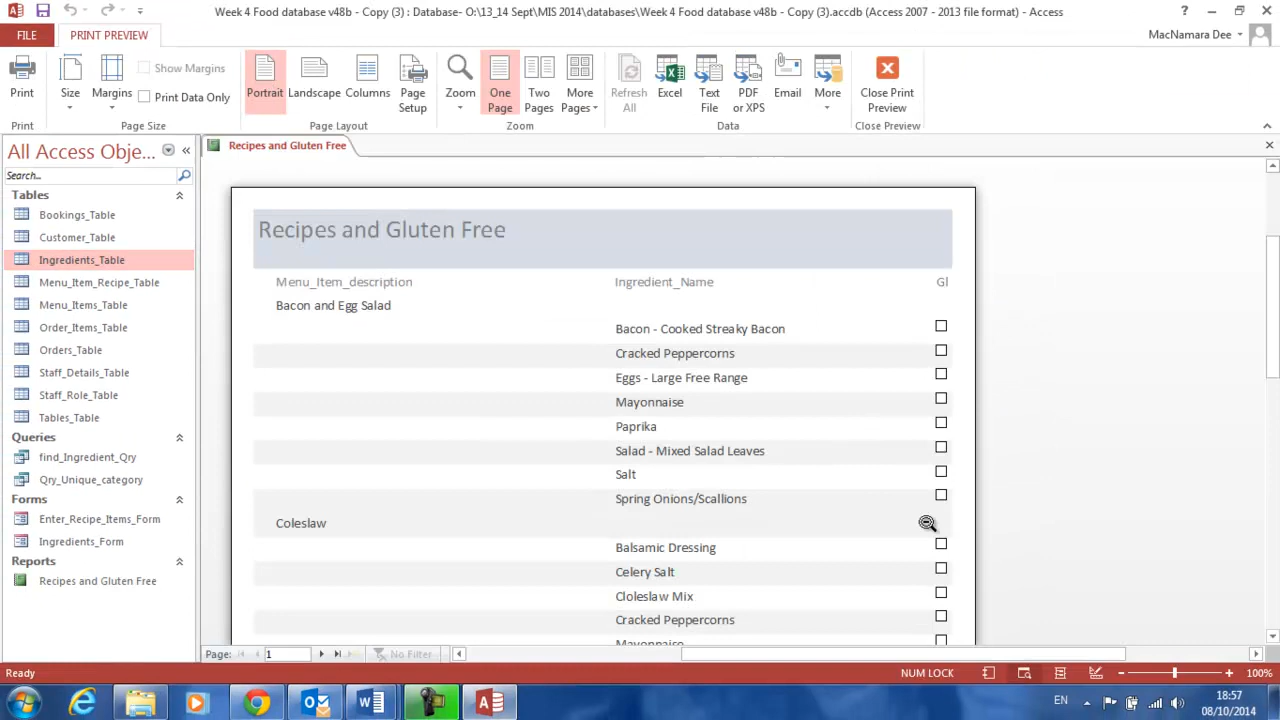 Week 4 Food database v48b - Copy (3) : Database- O:\13_14 Sept\MIS 2014\databases\Week 4 Food database v48b - Copy (3).accdb (Access 2007 - 2013 file format) - Access
FILE
PRINT PREVIEW
MacNamara Dee
Print
Size
Margins
Show Margins
Print Data Only
Portrait
Landscape
Columns
Page Setup
Zoom
One Page
Two Pages
More Pages
Refresh All
Excel
Text File
PDF or XPS
Email
More
Close Print Preview
Print
Page Size
Page Layout
Zoom
Data
Close Preview
All Access Obje...
Search...
Tables
Bookings_Table
Customer_Table
Ingredients_Table
Menu_Item_Recipe_Table
Menu_Items_Table
Order_Items_Table
Orders_Table
Staff_Details_Table
Staff_Role_Table
Tables_Table
Queries
find_Ingredient_Qry
Qry_Unique_category
Forms
Enter_Recipe_Items_Form
Ingredients_Form
Reports
Recipes and Gluten Free
Recipes and Gluten Free
Recipes and Gluten Free
Menu_Item_description Ingredient_Name Gl
Bacon and Egg Salad
Bacon - Cooked Streaky Bacon
Cracked Peppercorns
Eggs - Large Free Range
Mayonnaise
Paprika
Salad - Mixed Salad Leaves
Salt
Spring Onions/Scallions
Coleslaw
Balsamic Dressing
Celery Salt
Cloleslaw Mix
Cracked Peppercorns
Mayonnaise
Page: 1 No Filter
Ready
NUM LOCK
100%
EN
18:57
08/10/2014